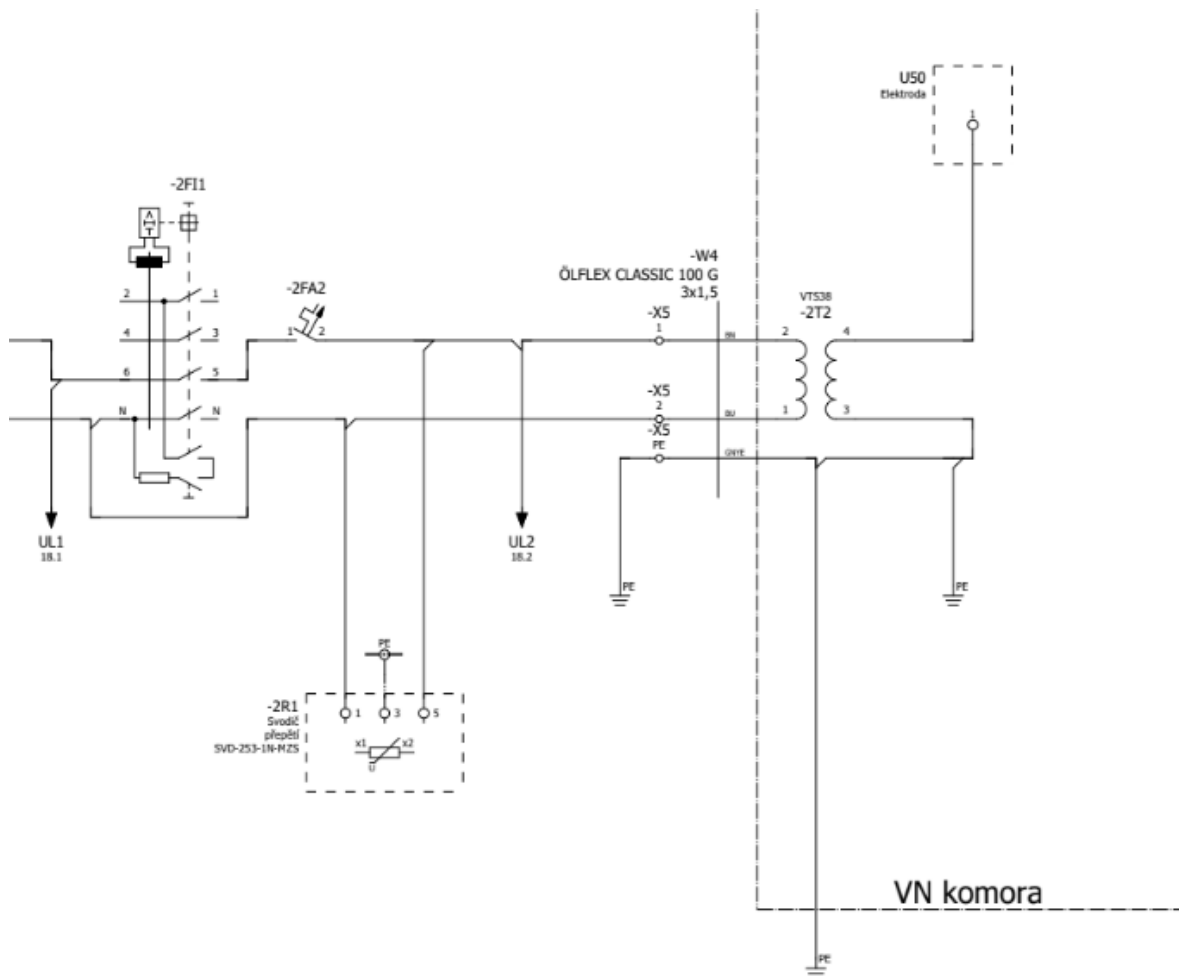 U50
Elektroda
1
-2FI1
2 1
4 3
6 5
N N
-2FA2
1 2
-W4
ÖLFLEX CLASSIC 100 G
3x1,5
-X5
1
BN
-X5
2
BU
-X5
PE
GNYE
VTS38
-2T2
2 4
1 3
UL1
18.1
UL2
18.2
PE
PE
PE
-2R1
Svodič
přepětí
SVD-253-1N-MZS
1 3 5
x1 x2
U
VN komora
PE